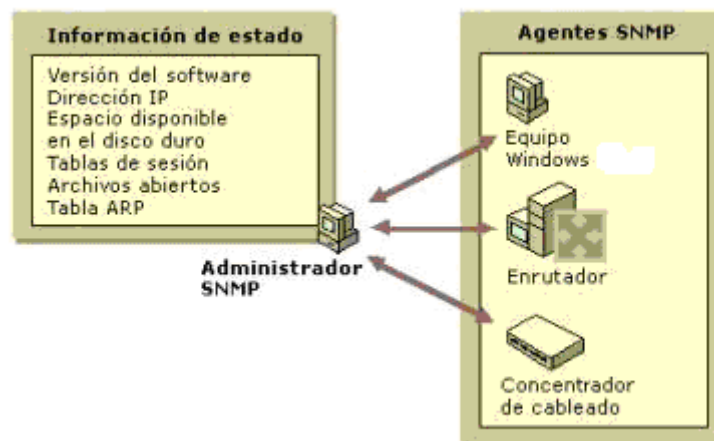 Información de estado
Versión del software
Dirección IP
Espacio disponible
en el disco duro
Tablas de sesión
Archivos abiertos
Tabla ARP
Administrador
SNMP
Agentes SNMP
Equipo
Windows
Enrutador
Concentrador
de cableado